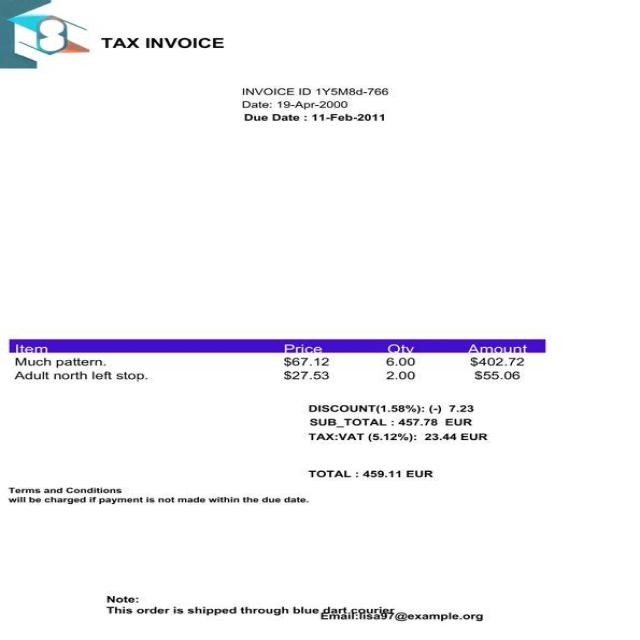 8
TAX INVOICE
INVOICE ID 1Y5M8d-766
Date: 19-Apr-2000
Due Date : 11-Feb-2011
Item Price Qty Amount
Much pattern. $67.12 6.00 $402.72
Adult north left stop. $27.53 2.00 $55.06
DISCOUNT(1.58%): (-) 7.23
SUB_TOTAL : 457.78 EUR
TAX:VAT (5.12%): 23.44 EUR
TOTAL : 459.11 EUR
Terms and Conditions
will be charged if payment is not made within the due date.
Note:
This order is shipped through blue dart courier
Email:lisa97@example.org